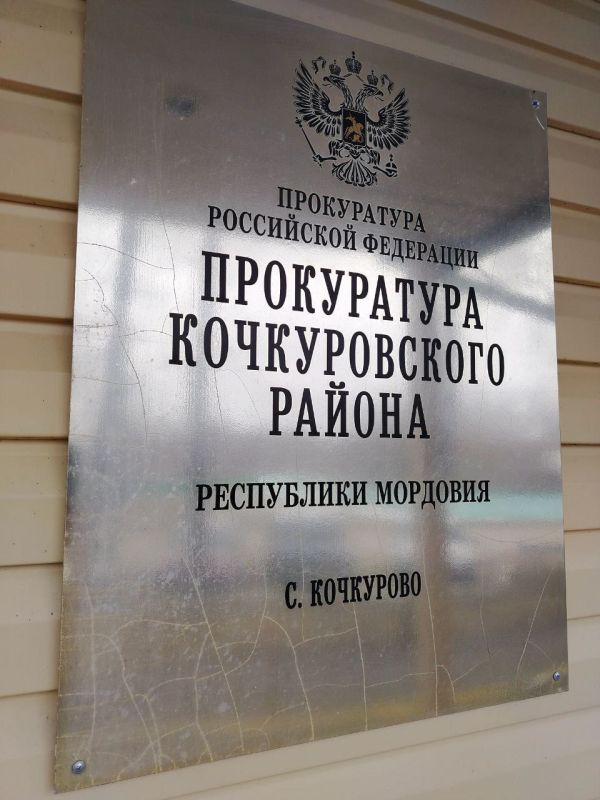 ПРОКУРАТУРА
РОССИЙСКОЙ ФЕДЕРАЦИИ
ПРОКУРАТУРА
КОЧКУРОВСКОГО
РАЙОНА
РЕСПУБЛИКИ МОРДОВИЯ
С. КОЧКУРОВО